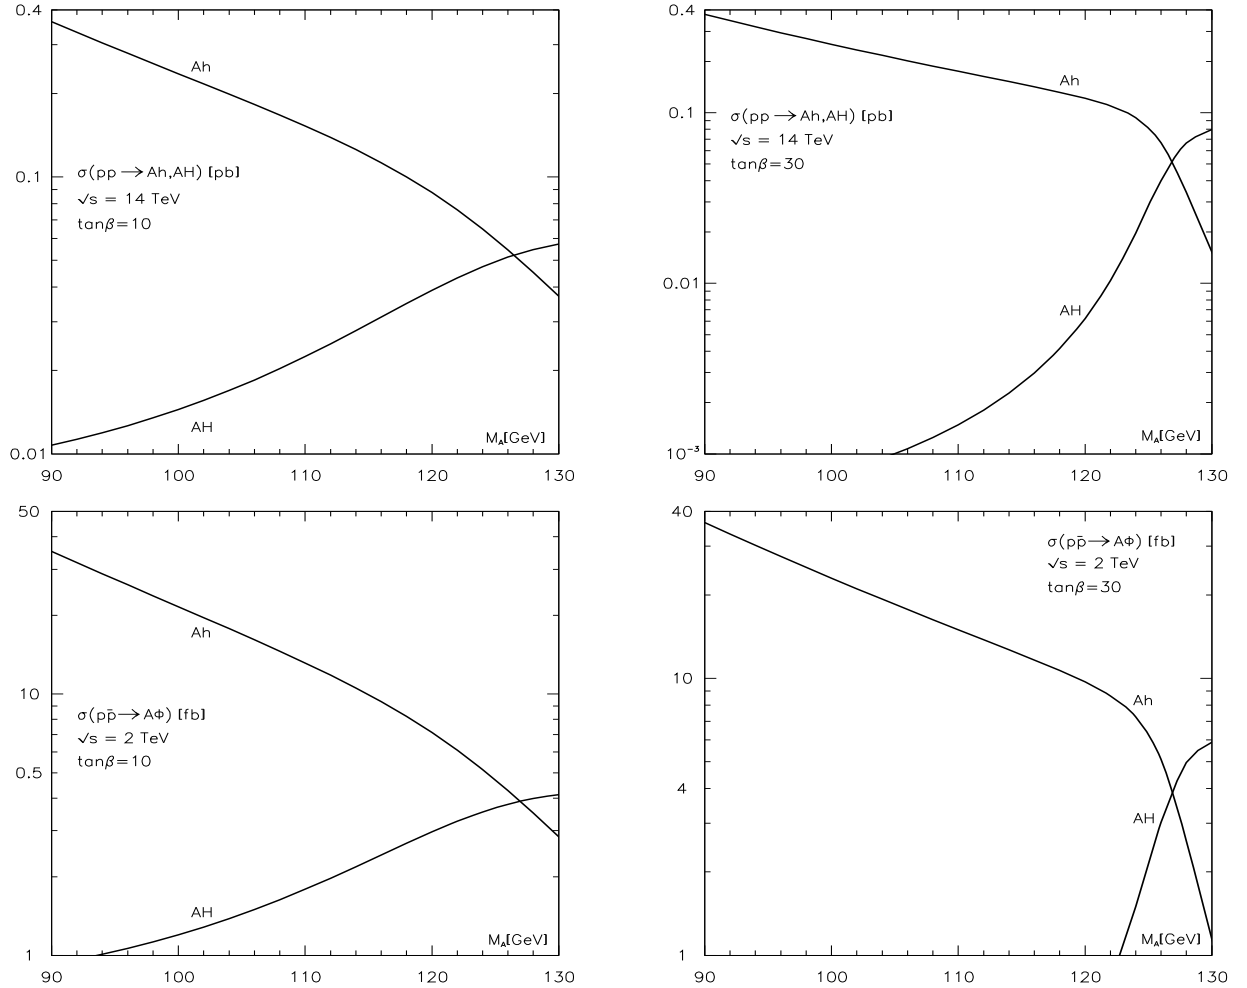 0.4
Ah
σ(pp→Ah,AH) [pb]
√s = 14 TeV
tanβ=10
0.1
AH
M_A[GeV]
0.01
90 100 110 120 130
0.4
Ah
σ(pp→Ah,AH) [pb]
√s = 14 TeV
tanβ=30
0.1
0.01
AH
M_A[GeV]
10⁻³
90 100 110 120 130
50
Ah
10
σ(pp̄→AΦ) [fb]
√s = 2 TeV
tanβ=10
0.5
AH
M_A[GeV]
1
90 100 110 120 130
40
σ(pp̄→AΦ) [fb]
√s = 2 TeV
tanβ=30
20
10
Ah
4
AH
M_A[GeV]
1
90 100 110 120 130